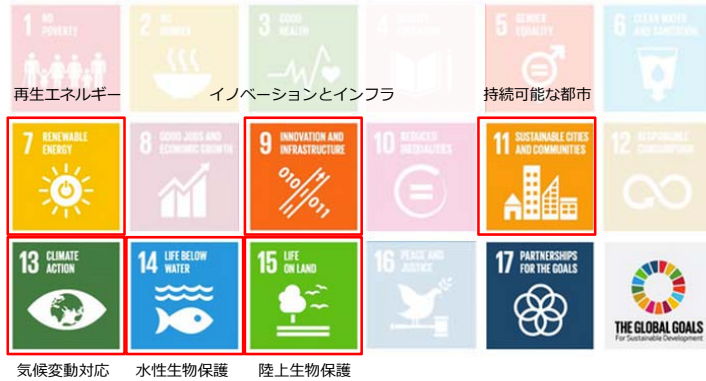 1 NO
POVERTY
2 NO
HUNGER
3 GOOD
HEALTH
4 QUALITY
EDUCATION
5 GENDER
EQUALITY
6 CLEAN WATER
AND SANITATION
再生エネルギー
イノベーションとインフラ
持続可能な都市
7 RENEWABLE
ENERGY
8 GOOD JOBS AND
ECONOMIC GROWTH
9 INNOVATION AND
INFRASTRUCTURE
10 REDUCED
INEQUALITIES
11 SUSTAINABLE CITIES
AND COMMUNITIES
12 RESPONSIBLE
CONSUMPTION
13 CLIMATE
ACTION
14 LIFE BELOW
WATER
15 LIFE
ON LAND
16 PEACE AND
JUSTICE
17 PARTNERSHIPS
FOR THE GOALS
THE GLOBAL GOALS
For Sustainable Development
気候変動対応
水性生物保護
陸上生物保護